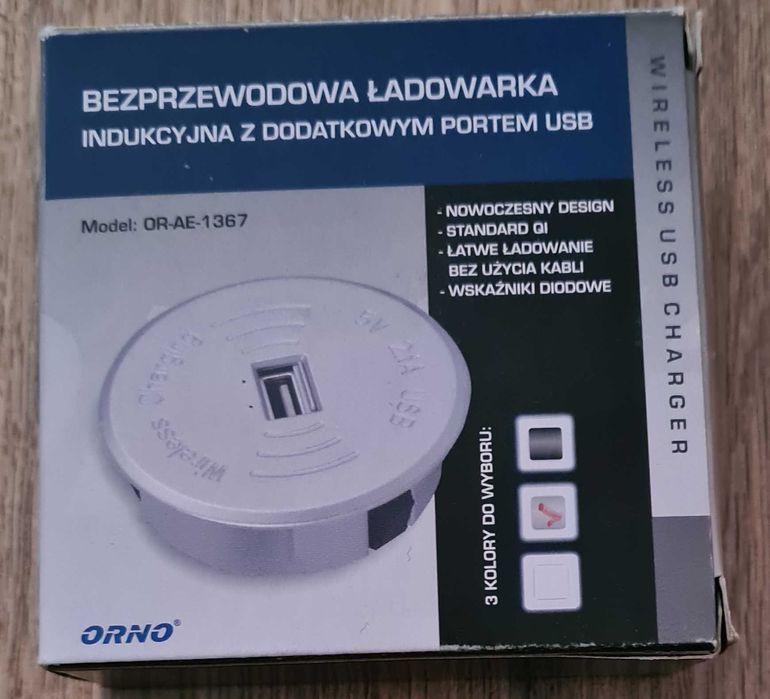 BEZPRZEWODOWA ŁADOWARKA
INDUKCYJNA Z DODATKOWYM PORTEM USB
Model: OR-AE-1367
- NOWOCZESNY DESIGN
- STANDARD QI
- ŁATWE ŁADOWANIE
BEZ UŻYCIA KABLI
- WSKAŹNIKI DIODOWE
Wireless Charging
5V 2.1A USB
3 KOLORY DO WYBORU:
ORNO®
WIRELESS USB CHARGER